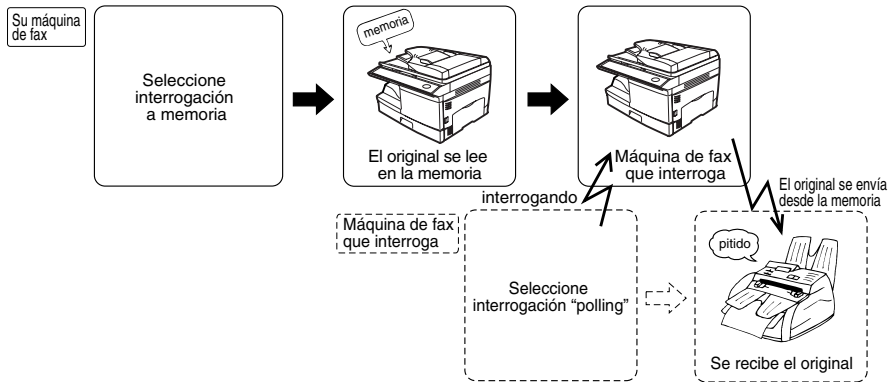 Su máquina
de fax
Seleccione
interrogación
a memoria
memoria
El original se lee
en la memoria
Máquina de fax
que interroga
interrogando
El original se envía
desde la memoria
Máquina de fax
que interroga
Seleccione
interrogación “polling”
pitido
Se recibe el original